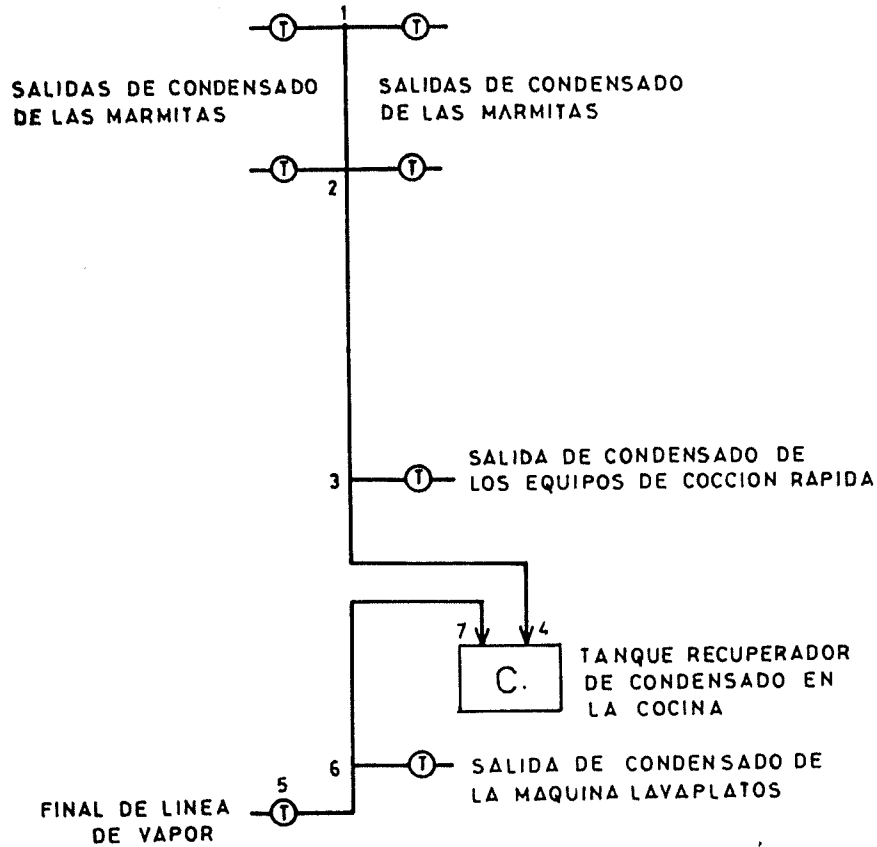 1
T T
SALIDAS DE CONDENSADO
DE LAS MARMITAS
SALIDAS DE CONDENSADO
DE LAS MARMITAS
T T
2
3
T
SALIDA DE CONDENSADO DE
LOS EQUIPOS DE COCCION RAPIDA
7
4
C.
TANQUE RECUPERADOR
DE CONDENSADO EN
LA COCINA
6
T
SALIDA DE CONDENSADO DE
LA MAQUINA LAVAPLATOS
5
T
FINAL DE LINEA
DE VAPOR